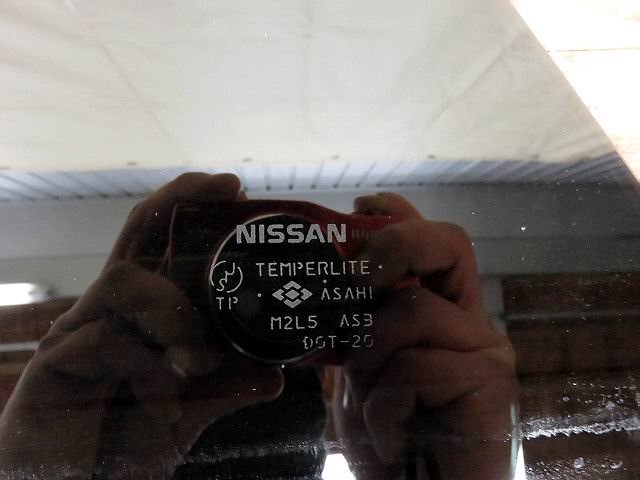 NISSAN
TEMPERLITE
ASAHI
TP
M2L5 AS3
DOT-20